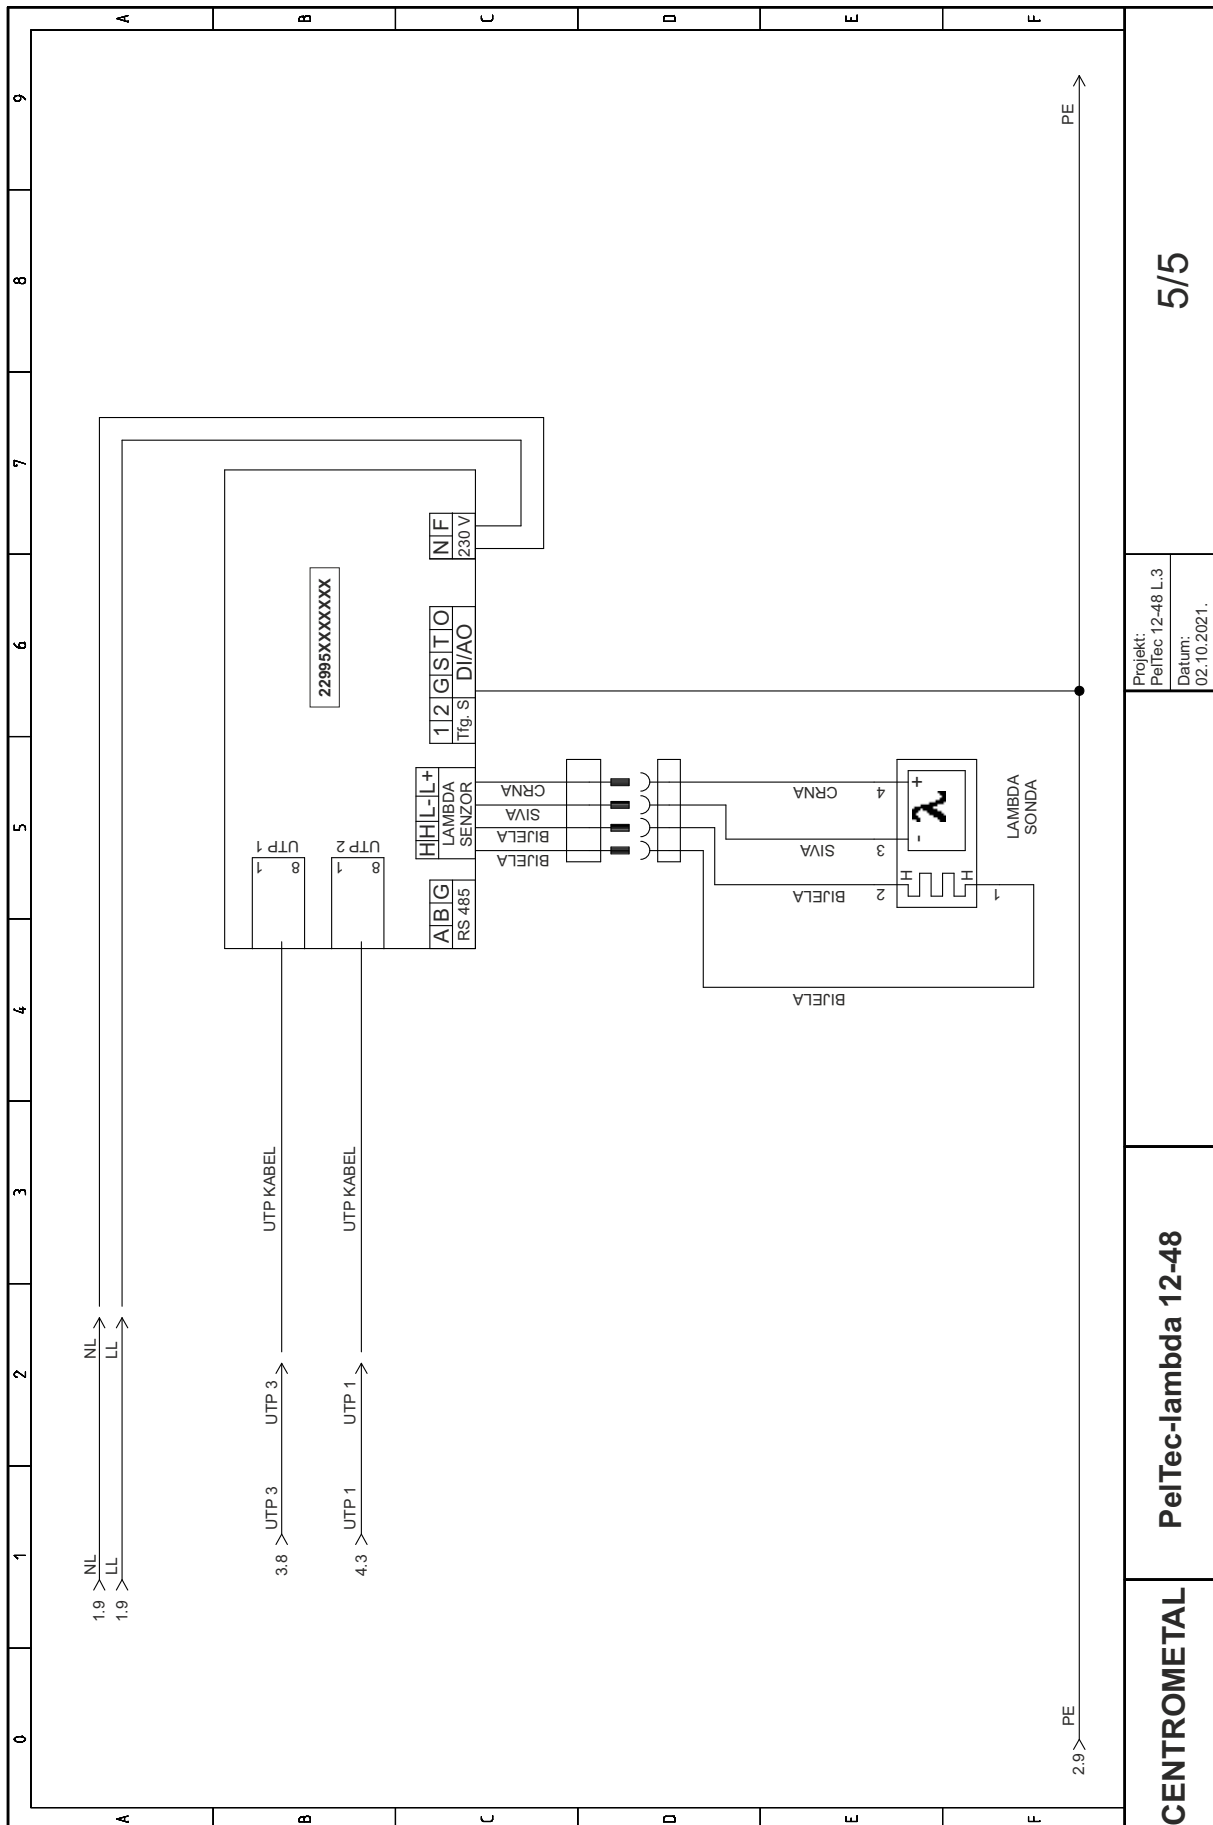 0 1 2 3 4 5 6 7 8 9
A A
B B
C C
D D
E E
F F
1.9 NL NL
1.9 LL LL
3.8 UTP 3 UTP 3 UTP KABEL
4.3 UTP 1 UTP 1 UTP KABEL
1 8 UTP 1
1 8 UTP 2
22995XXXXXXX
A B G
RS 485
H H L- L+
LAMBDA
SENZOR
1 2 G S T O
Tfg. S DI/AO
N F
230 V
BIJELA
BIJELA
SIVA
CRNA
BIJELA
BIJELA
SIVA
CRNA
1
2
3
4
H H
- +
λ
LAMBDA
SONDA
2.9 PE PE
CENTROMETAL
PelTec-lambda 12-48
Projekt:
PelTec 12-48 L.3
Datum:
02.10.2021.
5/5